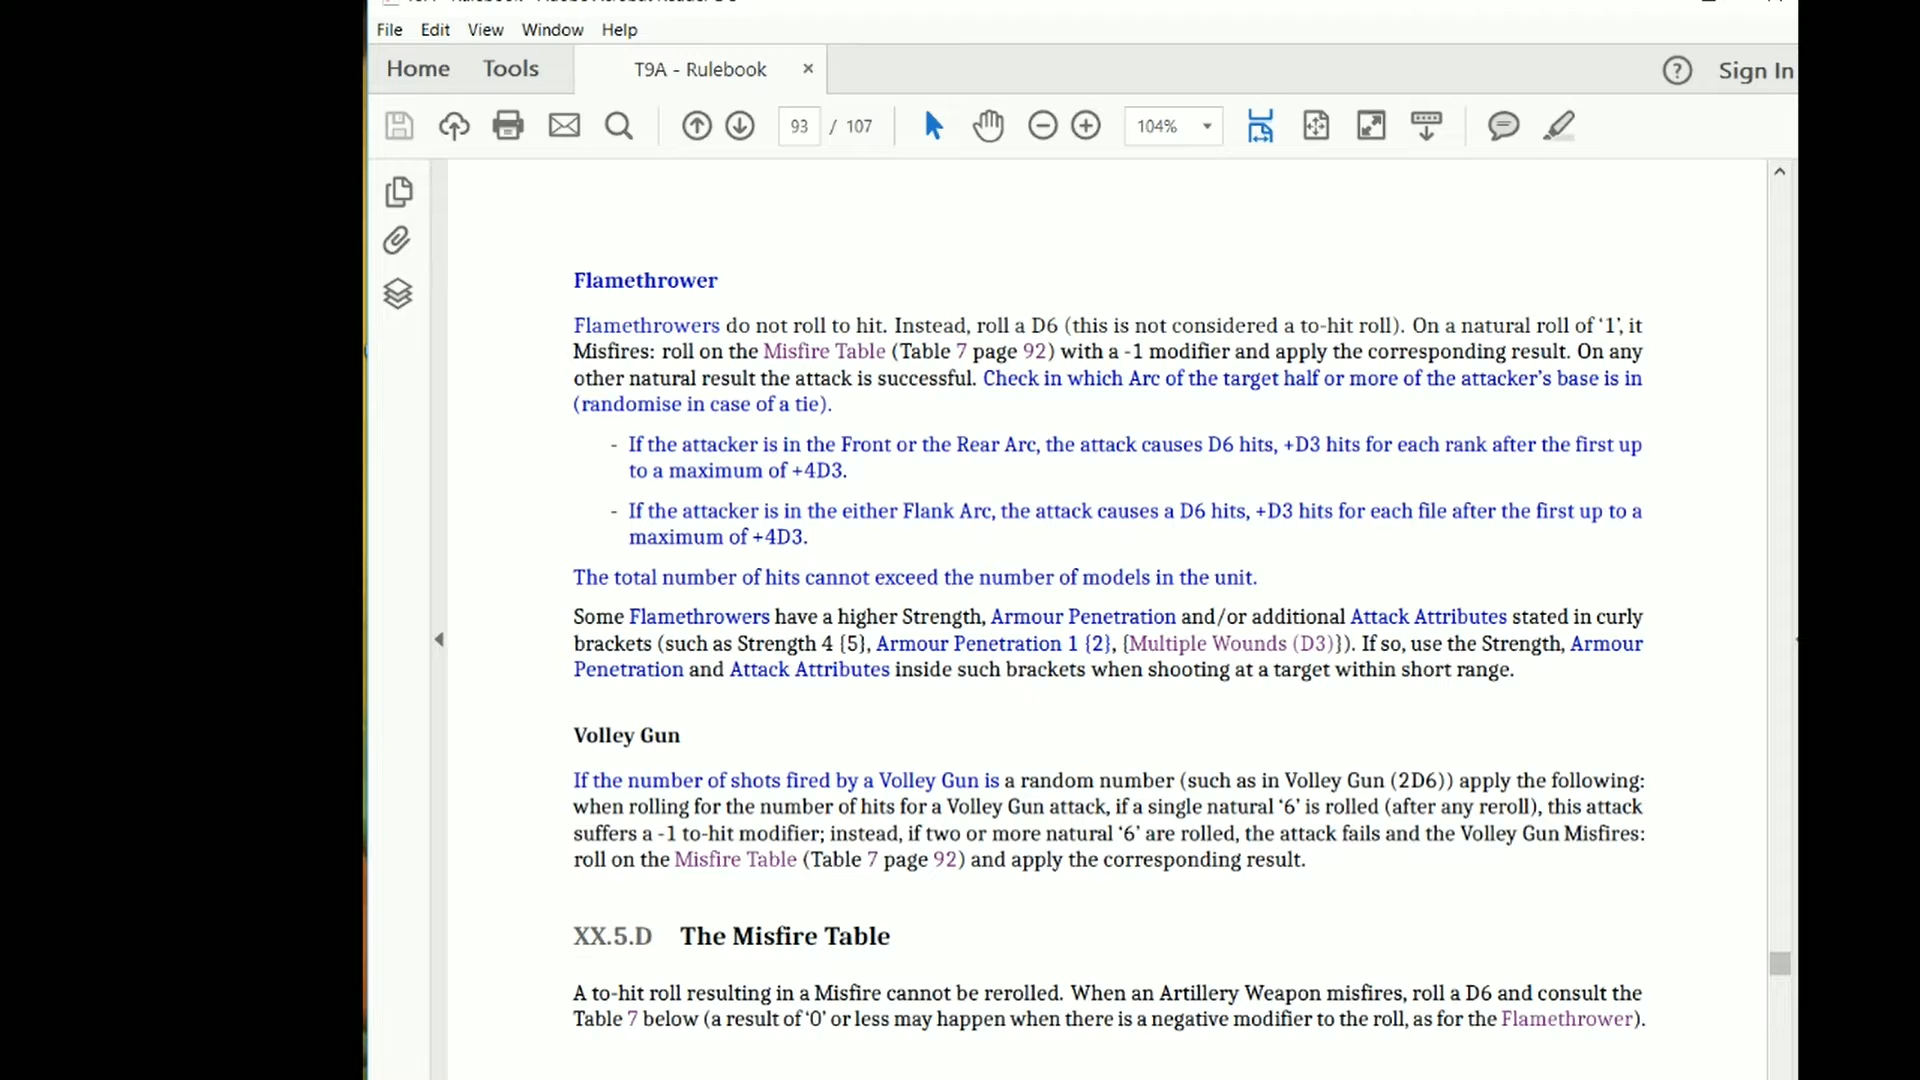 File Edit View Window Help
Home Tools T9A - Rulebook × ? Sign In
93 / 107 104%
Flamethrower
Flamethrowers do not roll to hit. Instead, roll a D6 (this is not considered a to-hit roll). On a natural roll of ‘1’, it
Misfires: roll on the Misfire Table (Table 7 page 92) with a -1 modifier and apply the corresponding result. On any
other natural result the attack is successful. Check in which Arc of the target half or more of the attacker’s base is in
(randomise in case of a tie).
- If the attacker is in the Front or the Rear Arc, the attack causes D6 hits, +D3 hits for each rank after the first up
to a maximum of +4D3.
- If the attacker is in the either Flank Arc, the attack causes a D6 hits, +D3 hits for each file after the first up to a
maximum of +4D3.
The total number of hits cannot exceed the number of models in the unit.
Some Flamethrowers have a higher Strength, Armour Penetration and/or additional Attack Attributes stated in curly
brackets (such as Strength 4 {5}, Armour Penetration 1 {2}, {Multiple Wounds (D3)}). If so, use the Strength, Armour
Penetration and Attack Attributes inside such brackets when shooting at a target within short range.
Volley Gun
If the number of shots fired by a Volley Gun is a random number (such as in Volley Gun (2D6)) apply the following:
when rolling for the number of hits for a Volley Gun attack, if a single natural ‘6’ is rolled (after any reroll), this attack
suffers a -1 to-hit modifier; instead, if two or more natural ‘6’ are rolled, the attack fails and the Volley Gun Misfires:
roll on the Misfire Table (Table 7 page 92) and apply the corresponding result.
XX.5.D The Misfire Table
A to-hit roll resulting in a Misfire cannot be rerolled. When an Artillery Weapon misfires, roll a D6 and consult the
Table 7 below (a result of ‘0’ or less may happen when there is a negative modifier to the roll, as for the Flamethrower).